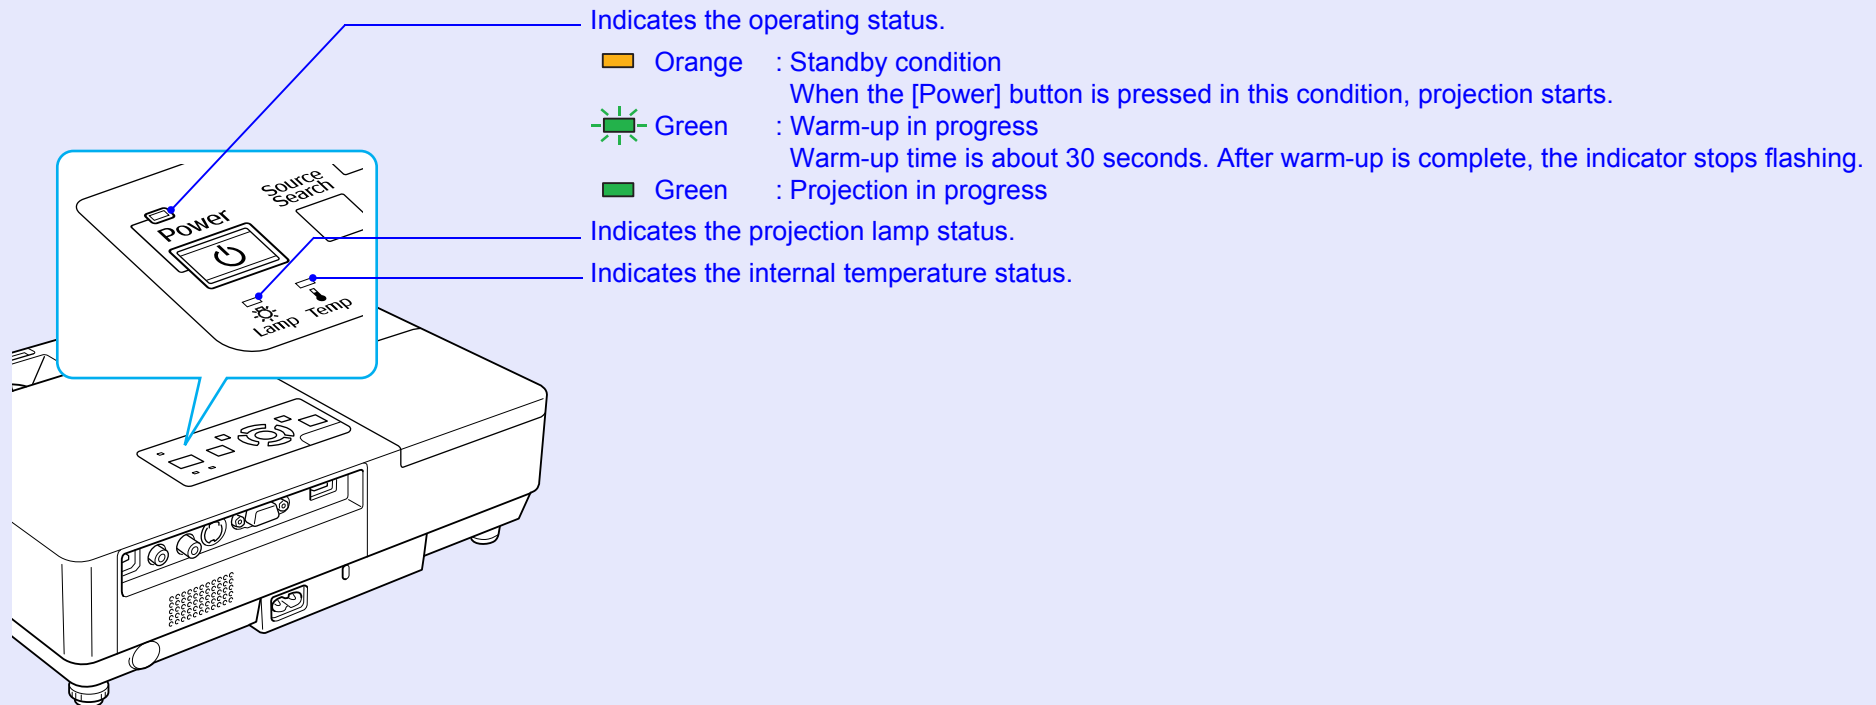 Indicates the operating status.
Orange : Standby condition
When the [Power] button is pressed in this condition, projection starts.
Green : Warm-up in progress
Warm-up time is about 30 seconds. After warm-up is complete, the indicator stops flashing.
Green : Projection in progress
Indicates the projection lamp status.
Indicates the internal temperature status.
Source
Search
Power
Lamp
Temp